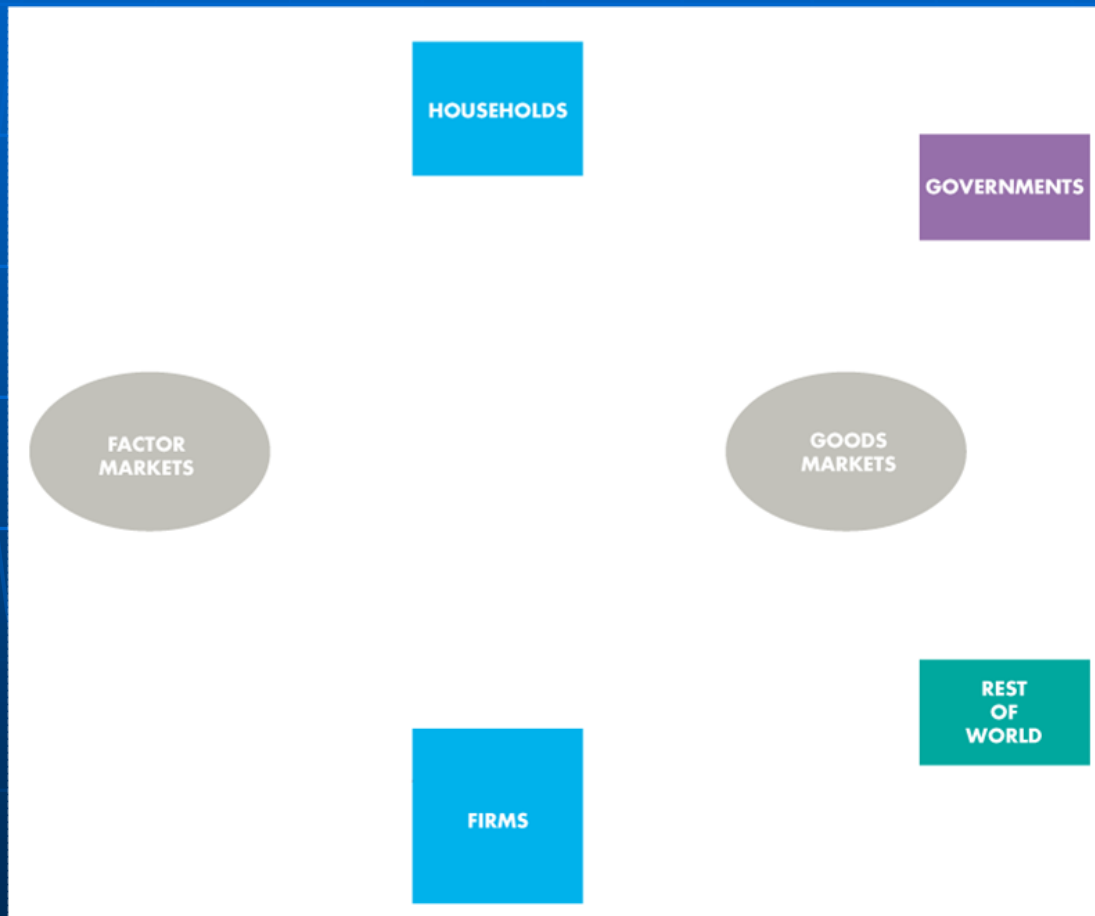 HOUSEHOLDS
GOVERNMENTS
FACTOR
MARKETS
GOODS
MARKETS
REST
OF
WORLD
FIRMS